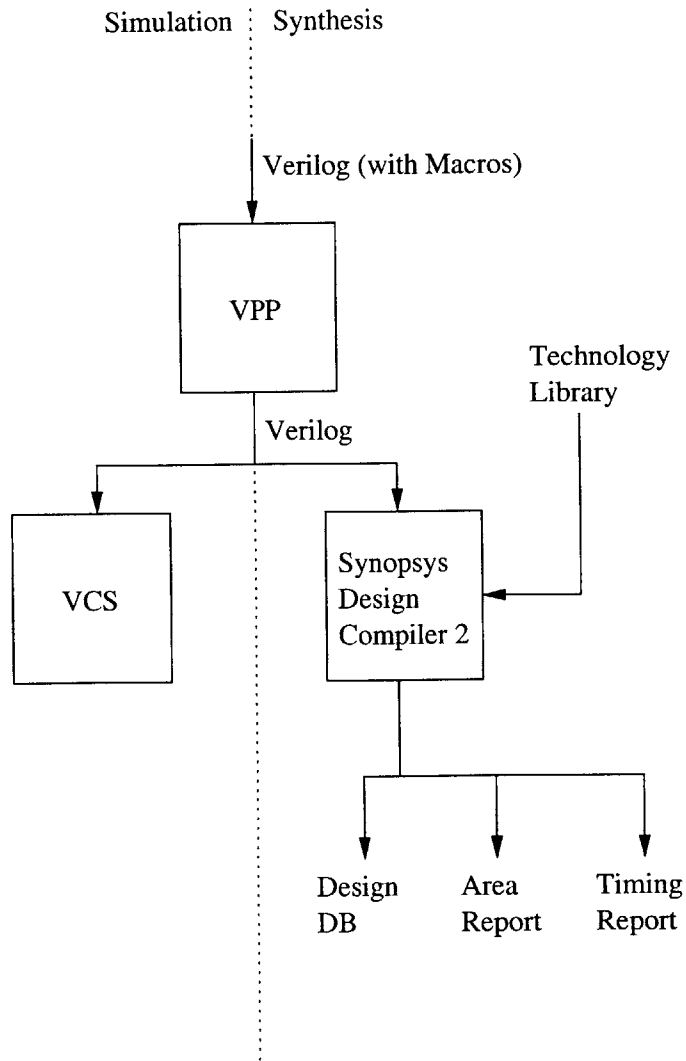 Simulation
Synthesis
Verilog (with Macros)
VPP
Technology
Library
Verilog
VCS
Synopsys
Design
Compiler 2
Design
DB
Area
Report
Timing
Report